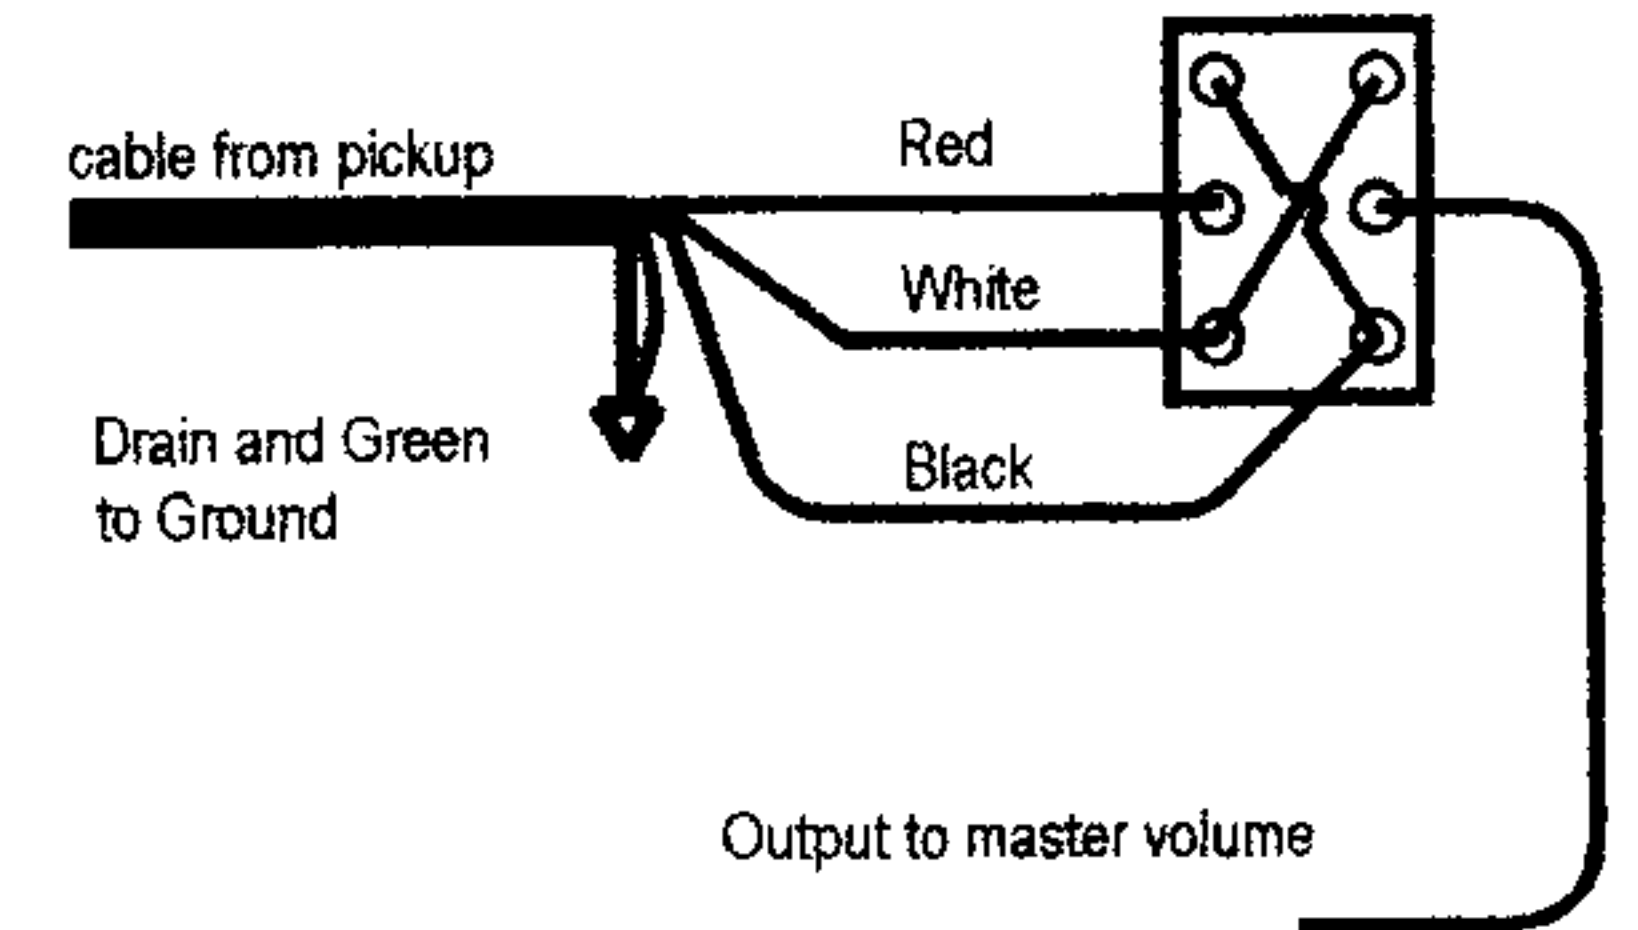 cable from pickup
Red
White
Drain and Green
to Ground
Black
Output to master volume